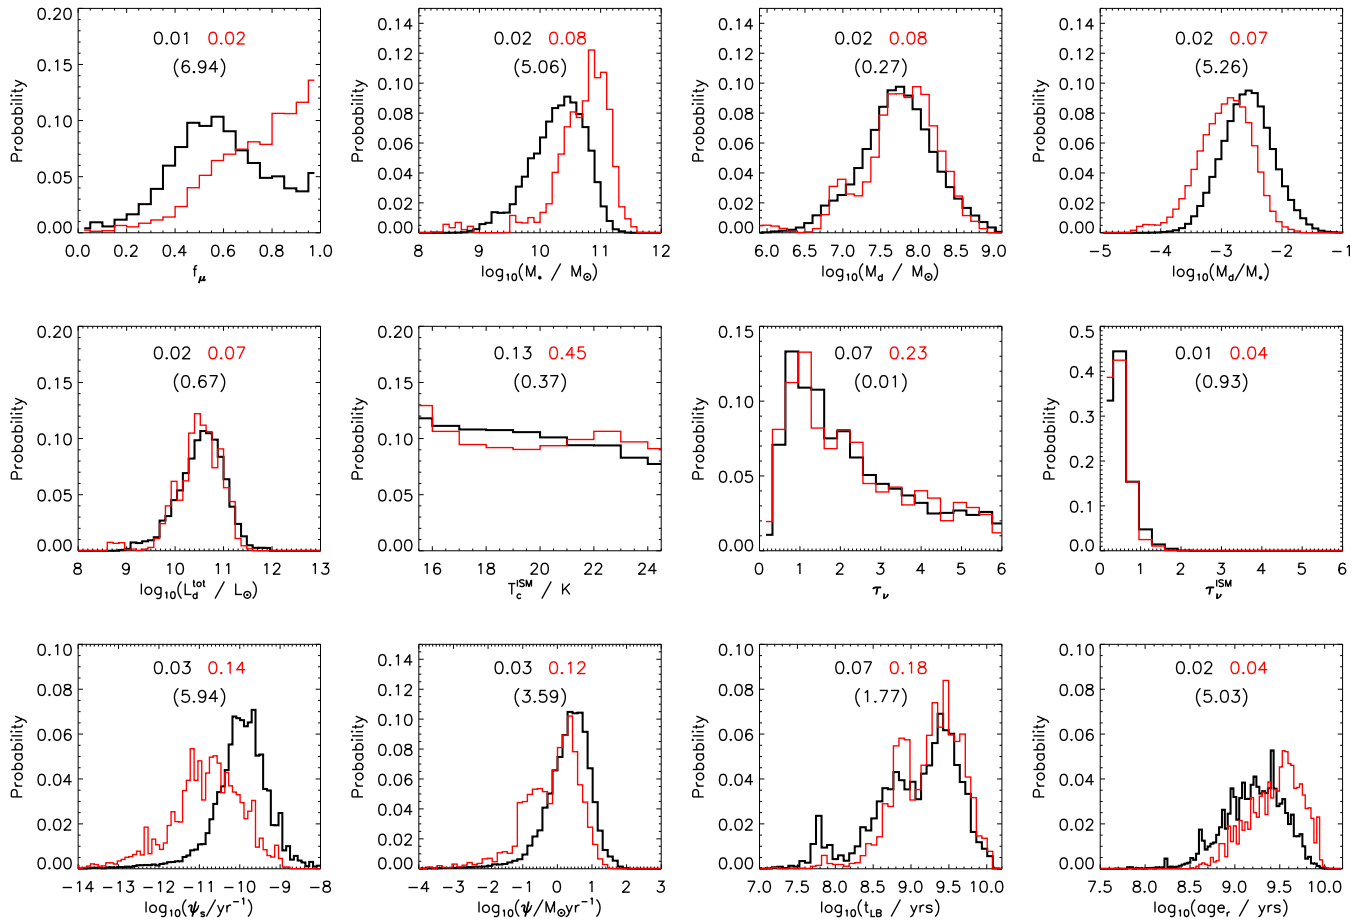 0.20
0.15
0.10
0.05
0.00
Probability
0.01 0.02
(6.94)
0.0 0.2 0.4 0.6 0.8 1.0
f_μ
0.14
0.12
0.10
0.08
0.06
0.04
0.02
0.00
Probability
0.02 0.08
(5.06)
8 9 10 11 12
log₁₀(M⁎ / M⊙)
0.14
0.12
0.10
0.08
0.06
0.04
0.02
0.00
Probability
0.02 0.08
(0.27)
6.0 6.5 7.0 7.5 8.0 8.5 9.0
log₁₀(M_d / M⊙)
0.14
0.12
0.10
0.08
0.06
0.04
0.02
0.00
Probability
0.02 0.07
(5.26)
−5 −4 −3 −2 −1
log₁₀(M_d/M⁎)
0.20
0.15
0.10
0.05
0.00
Probability
0.02 0.07
(0.67)
8 9 10 11 12 13
log₁₀(L_d^tot / L⊙)
0.20
0.15
0.10
0.05
0.00
Probability
0.13 0.45
(0.37)
16 18 20 22 24
T_c^ISM / K
0.15
0.10
0.05
0.00
Probability
0.07 0.23
(0.01)
0 1 2 3 4 5 6
τ_ν
0.5
0.4
0.3
0.2
0.1
0.0
Probability
0.01 0.04
(0.93)
0 1 2 3 4 5 6
τ_ν^ISM
0.10
0.08
0.06
0.04
0.02
0.00
Probability
0.03 0.14
(5.94)
−14 −13 −12 −11 −10 −9 −8
log₁₀(ψ_s/yr⁻¹)
0.14
0.12
0.10
0.08
0.06
0.04
0.02
0.00
Probability
0.03 0.12
(3.59)
−4 −3 −2 −1 0 1 2 3
log₁₀(ψ/M⊙yr⁻¹)
0.10
0.08
0.06
0.04
0.02
0.00
Probability
0.07 0.18
(1.77)
7.0 7.5 8.0 8.5 9.0 9.5 10.0
log₁₀(t_LB / yrs)
0.10
0.08
0.06
0.04
0.02
0.00
Probability
0.02 0.04
(5.03)
7.5 8.0 8.5 9.0 9.5 10.0
log₁₀(age_r / yrs)